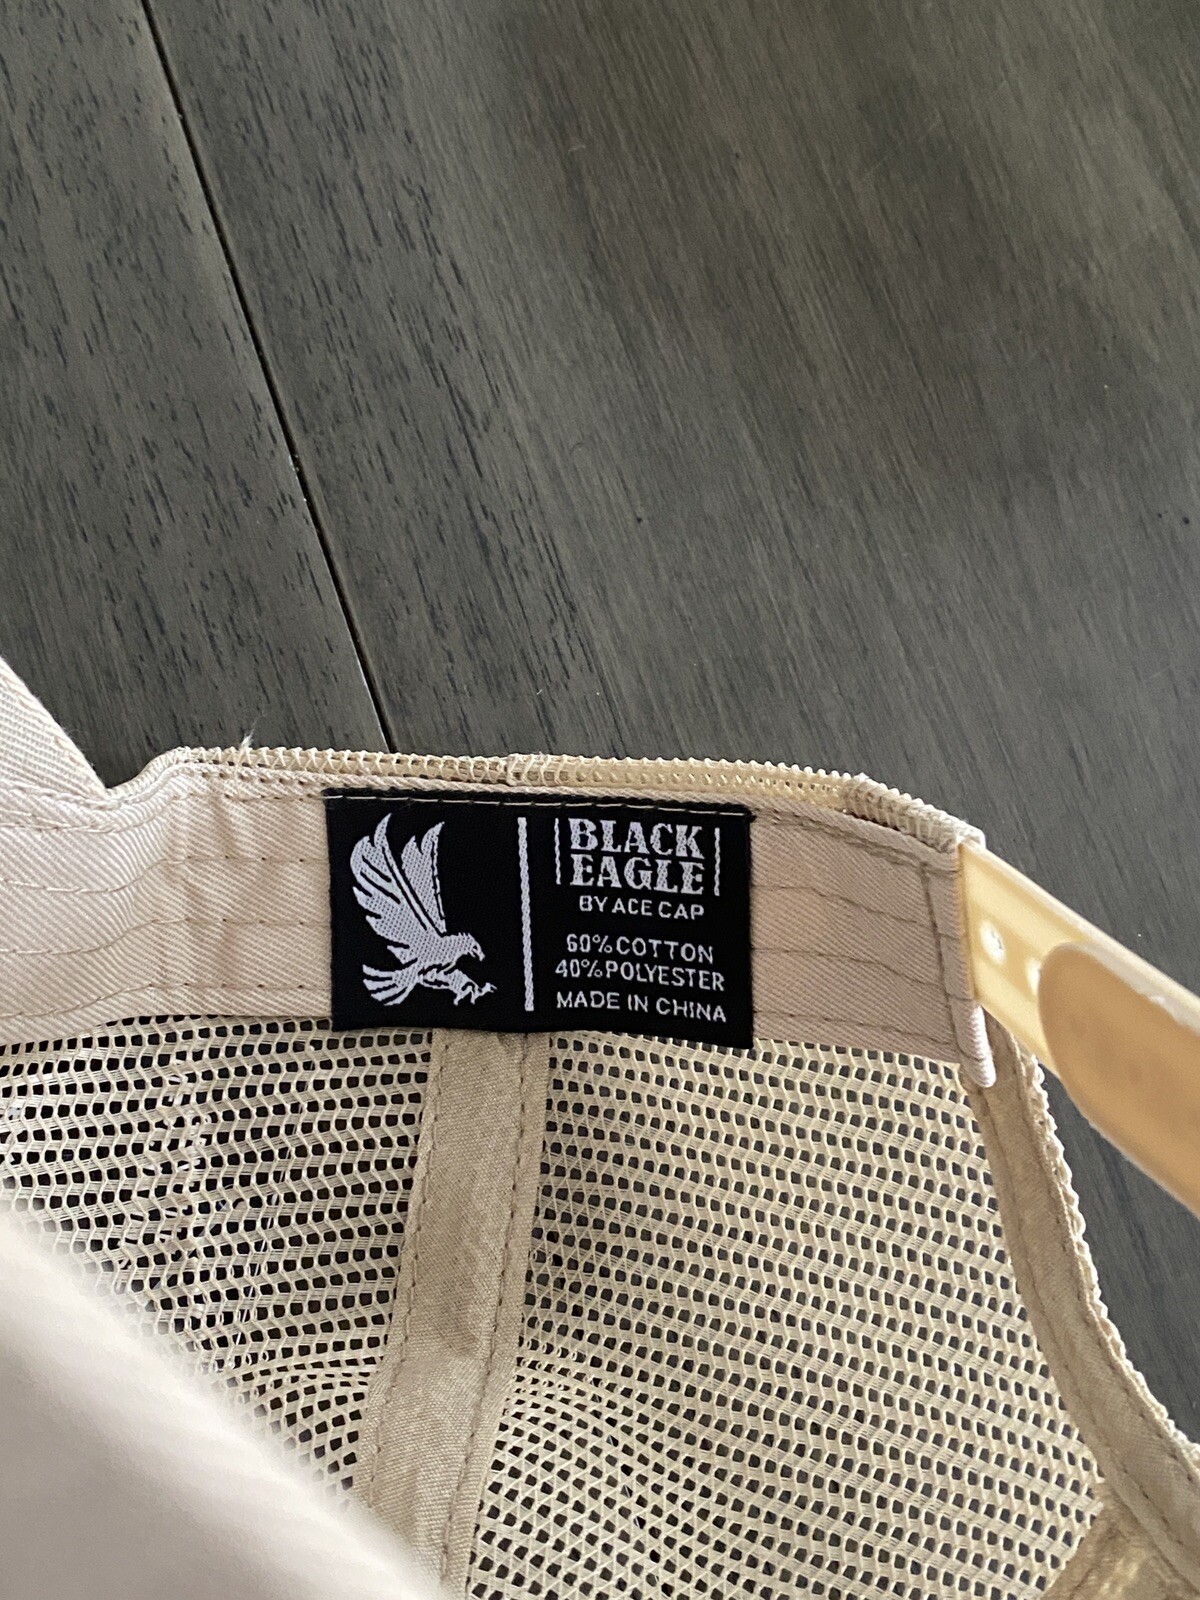 BLACK
EAGLE
BY ACE CAP
60% COTTON
40% POLYESTER
MADE IN CHINA